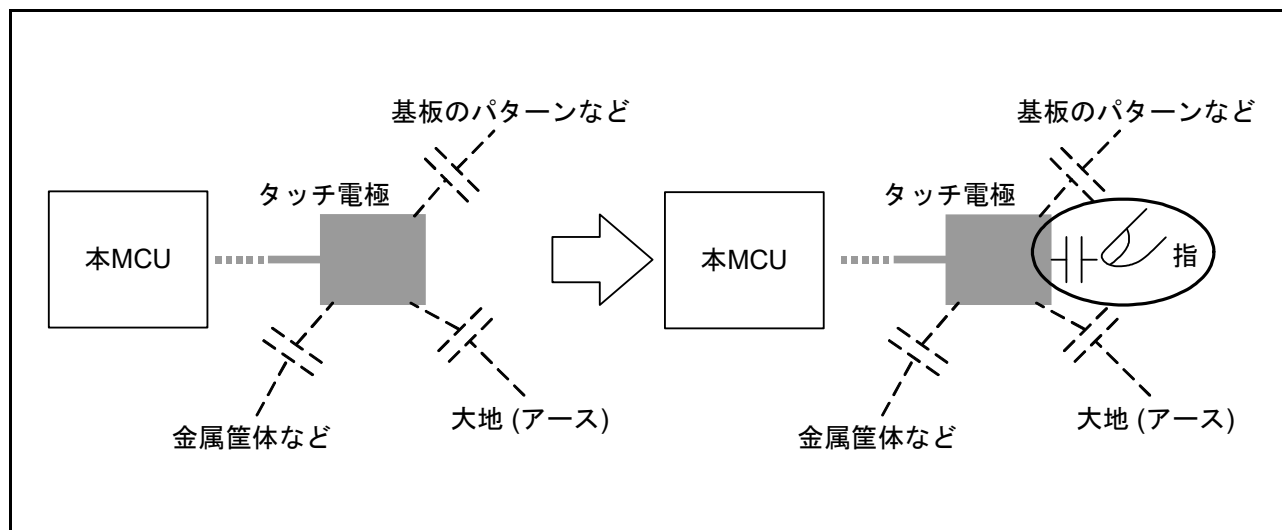 基板のパターンなど
タッチ電極
本MCU
金属筐体など
大地 (アース)
基板のパターンなど
タッチ電極
本MCU
指
金属筐体など
大地 (アース)